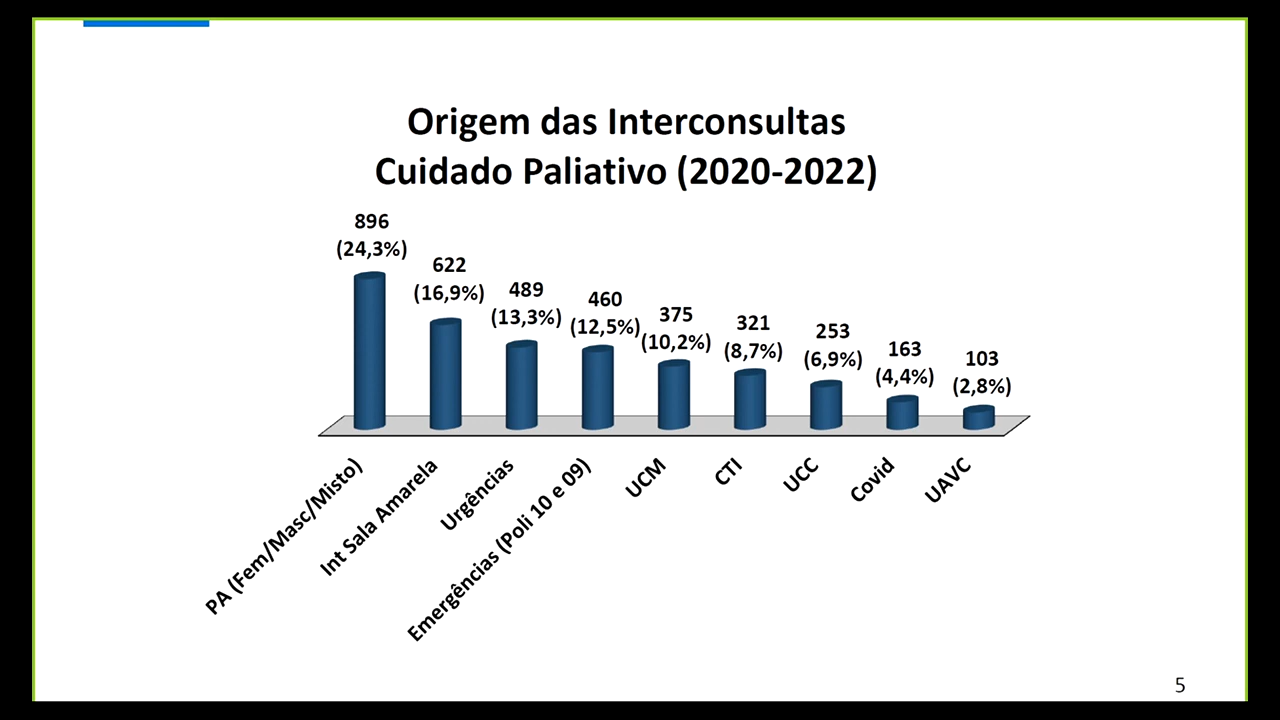 Origem das Interconsultas
Cuidado Paliativo (2020-2022)
896
(24,3%)
622
(16,9%)
489
(13,3%)
460
(12,5%)
375
(10,2%)
321
(8,7%)
253
(6,9%)
163
(4,4%)
103
(2,8%)
PA (Fem/Masc/Misto)
Int Sala Amarela
Urgências
Emergências (Poli 10 e 09)
UCM
CTI
UCC
Covid
UAVC
5